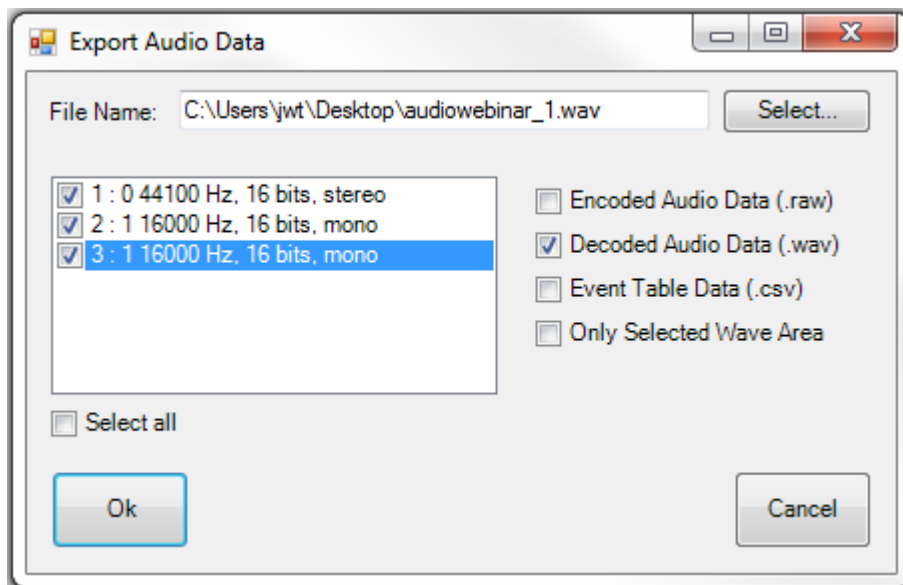 Export Audio Data
File Name: C:\Users\jwt\Desktop\audiowebinar_1.wav Select...
1 : 0 44100 Hz, 16 bits, stereo
2 : 1 16000 Hz, 16 bits, mono
3 : 1 16000 Hz, 16 bits, mono
Encoded Audio Data (.raw)
Decoded Audio Data (.wav)
Event Table Data (.csv)
Only Selected Wave Area
Select all
Ok Cancel